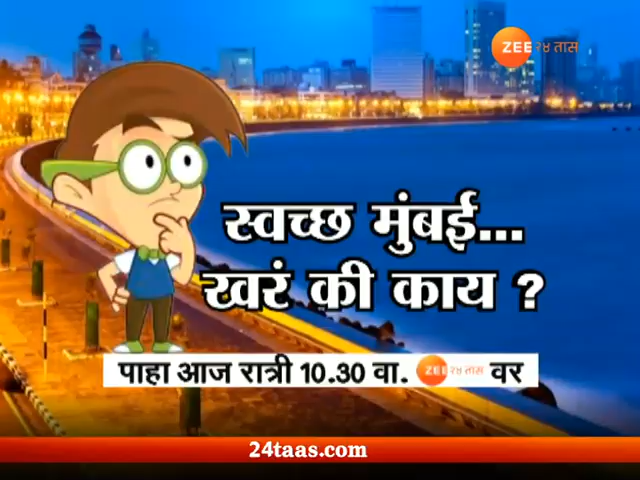 ZEE २४ तास
स्वच्छ मुंबई...
खरं की काय ?
पाहा आज रात्री 10.30 वा. ZEE २४ तास वर
24taas.com